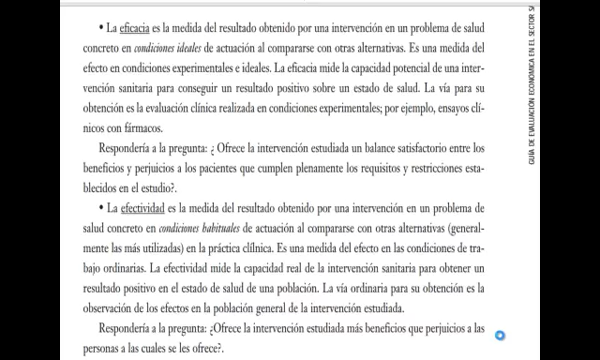 • La eficacia es la medida del resultado obtenido por una intervención en un problema de salud
concreto en condiciones ideales de actuación al compararse con otras alternativas. Es una medida del
efecto en condiciones experimentales e ideales. La eficacia mide la capacidad potencial de una inter-
vención sanitaria para conseguir un resultado positivo sobre un estado de salud. La vía para su
obtención es la evaluación clínica realizada en condiciones experimentales; por ejemplo, ensayos clí-
nicos con fármacos.
Respondería a la pregunta: ¿ Ofrece la intervención estudiada un balance satisfactorio entre los
beneficios y perjuicios a los pacientes que cumplen plenamente los requisitos y restricciones esta-
blecidos en el estudio?.
• La efectividad es la medida del resultado obtenido por una intervención en un problema de
salud concreto en condiciones habituales de actuación al compararse con otras alternativas (general-
mente las más utilizadas) en la práctica clílnica. Es una medida del efecto en las condiciones de tra-
bajo ordinarias. La efectividad mide la capacidad real de la intervención sanitaria para obtener un
resultado positivo en el estado de salud de una población. La vía ordinaria para su obtención es la
observación de los efectos en la población general de la intervención estudiada.
Respondería a la pregunta: ¿Ofrece la intervención estudiada más beneficios que perjuicios a las
personas a las cuales se les ofrece?.
GUÍA DE EVALUACIÓN ECONÓMICA EN EL SECTOR